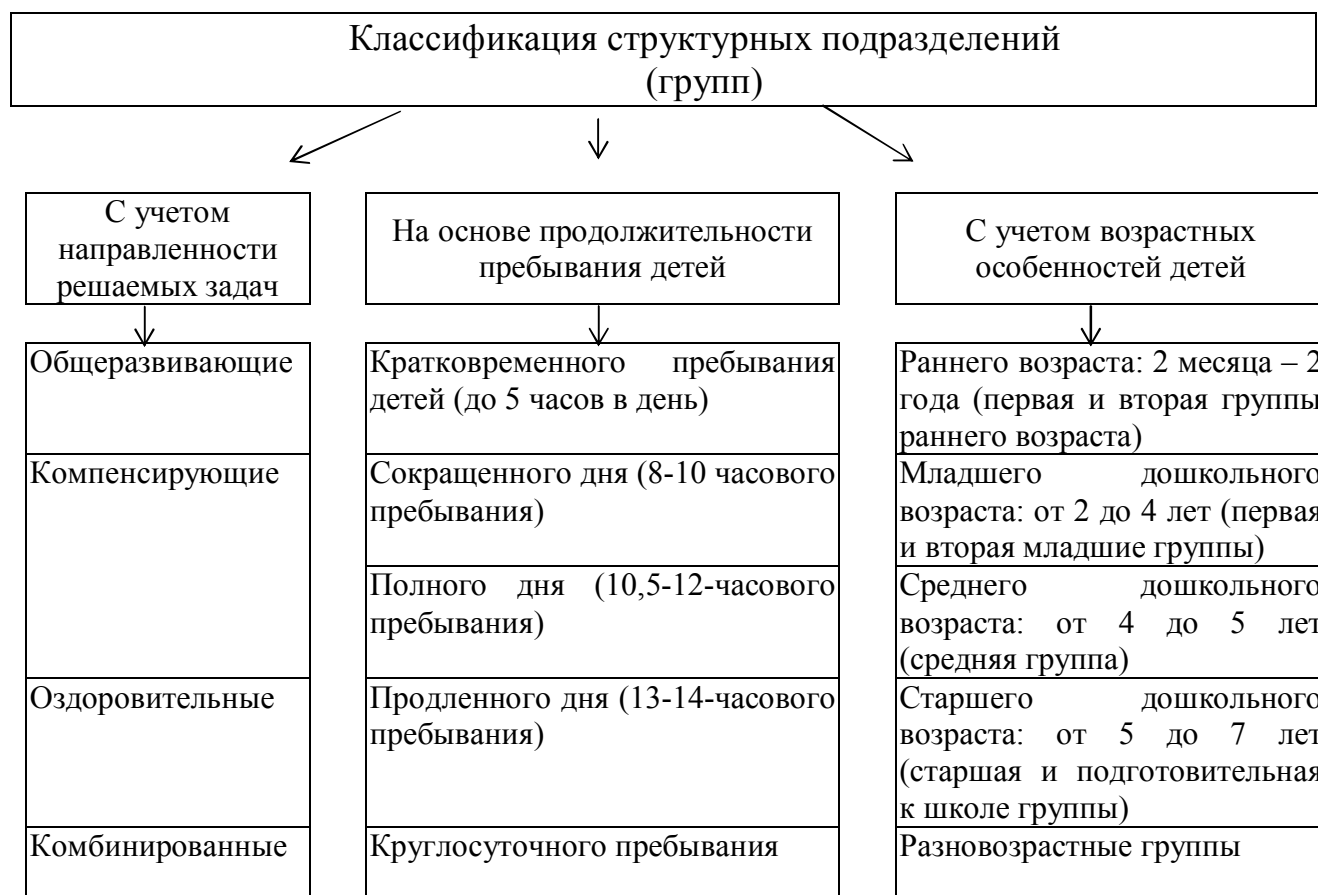 Классификация структурных подразделений
(групп)
С учетом
направленности
решаемых задач
На основе продолжительности
пребывания детей
С учетом возрастных
особенностей детей
Общеразвивающие
Компенсирующие
Оздоровительные
Комбинированные
Кратковременного пребывания
детей (до 5 часов в день)
Сокращенного дня (8-10 часового
пребывания)
Полного дня (10,5-12-часового
пребывания)
Продленного дня (13-14-часового
пребывания)
Круглосуточного пребывания
Раннего возраста: 2 месяца – 2
года (первая и вторая группы
раннего возраста)
Младшего дошкольного
возраста: от 2 до 4 лет (первая
и вторая младшие группы)
Среднего дошкольного
возраста: от 4 до 5 лет
(средняя группа)
Старшего дошкольного
возраста: от 5 до 7 лет
(старшая и подготовительная
к школе группы)
Разновозрастные группы